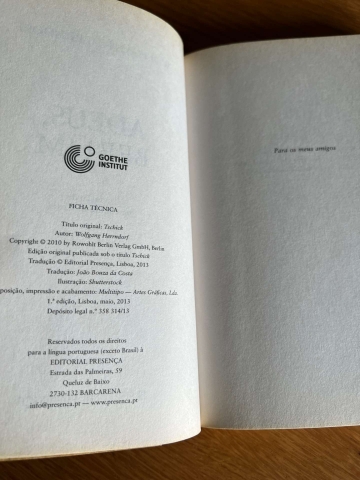 GOETHE
INSTITUT
FICHA TÉCNICA
Título original: Tschick
Autor: Wolfgang Herrndorf
Copyright © 2010 by Rowohlt Berlin Verlag GmbH, Berlin
Edição original publicada sob o título Tschick
Tradução © Editorial Presença, Lisboa, 2013
Tradução: João Bouza da Costa
Ilustração: Shutterstock
posição, impressão e acabamento: Multitipo — Artes Gráficas, Lda.
1.ª edição, Lisboa, maio, 2013
Depósito legal n.º 358 314/13
Reservados todos os direitos
para a língua portuguesa (exceto Brasil) à
EDITORIAL PRESENÇA
Estrada das Palmeiras, 59
Queluz de Baixo
2730-132 BARCARENA
info@presenca.pt — www.presenca.pt
Para os meus amigos